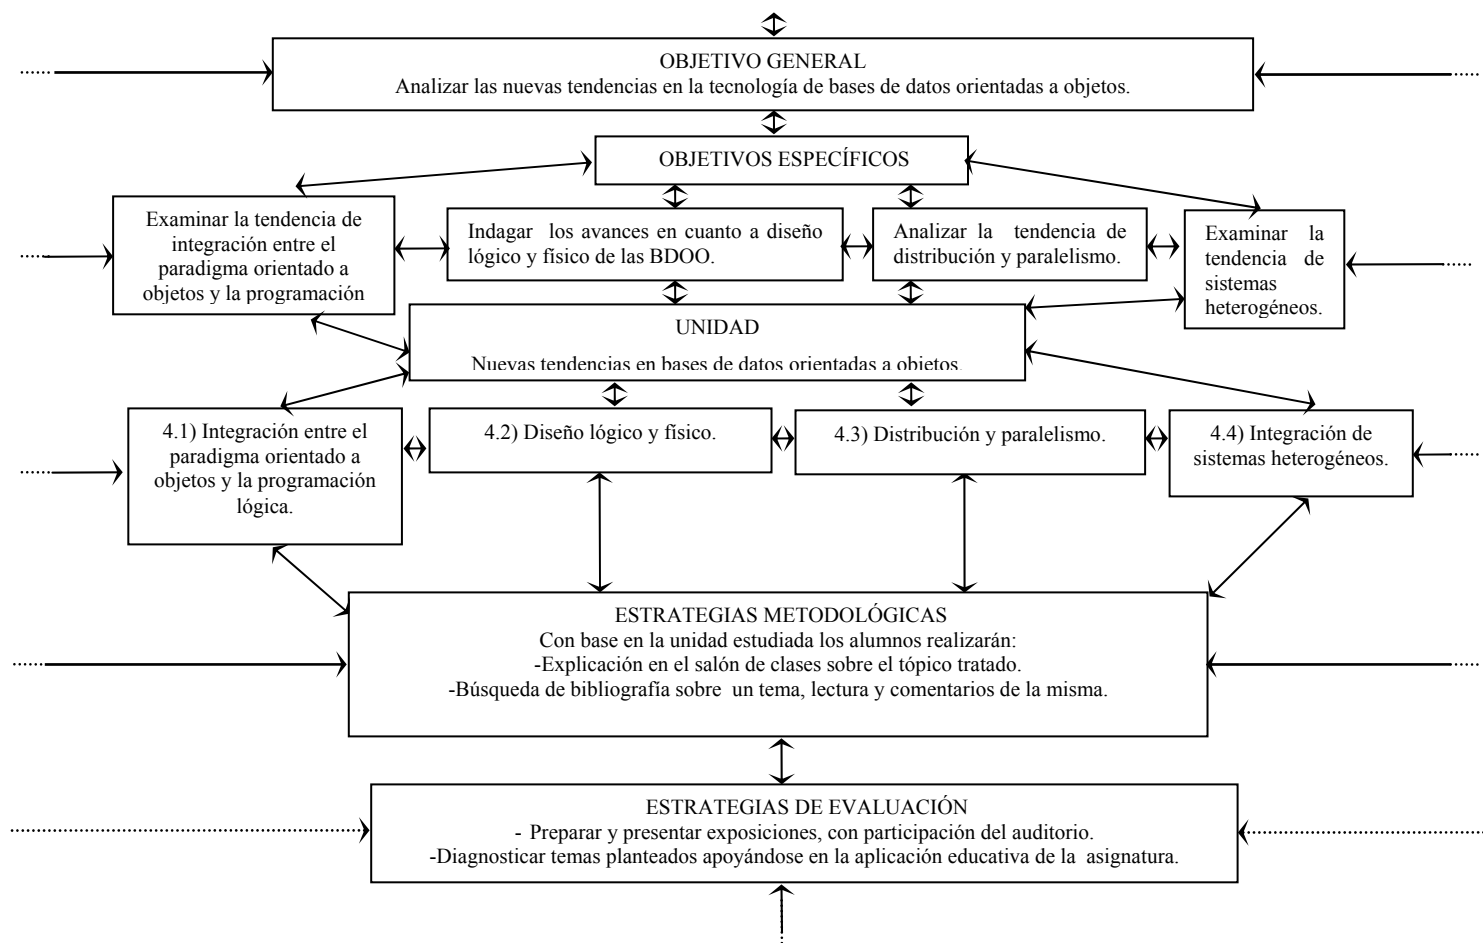 OBJETIVO GENERAL
Analizar las nuevas tendencias en la tecnología de bases de datos orientadas a objetos.
OBJETIVOS ESPECÍFICOS
Examinar la tendencia de
integración entre el
paradigma orientado a
objetos y la programación
Indagar los avances en cuanto a diseño
lógico y físico de las BDOO.
Analizar la tendencia de
distribución y paralelismo.
Examinar la
tendencia de
sistemas
heterogéneos.
UNIDAD
Nuevas tendencias en bases de datos orientadas a objetos.
4.1) Integración entre el
paradigma orientado a
objetos y la programación
lógica.
4.2) Diseño lógico y físico.
4.3) Distribución y paralelismo.
4.4) Integración de
sistemas heterogéneos.
ESTRATEGIAS METODOLÓGICAS
Con base en la unidad estudiada los alumnos realizarán:
-Explicación en el salón de clases sobre el tópico tratado.
-Búsqueda de bibliografía sobre un tema, lectura y comentarios de la misma.
ESTRATEGIAS DE EVALUACIÓN
- Preparar y presentar exposiciones, con participación del auditorio.
-Diagnosticar temas planteados apoyándose en la aplicación educativa de la asignatura.